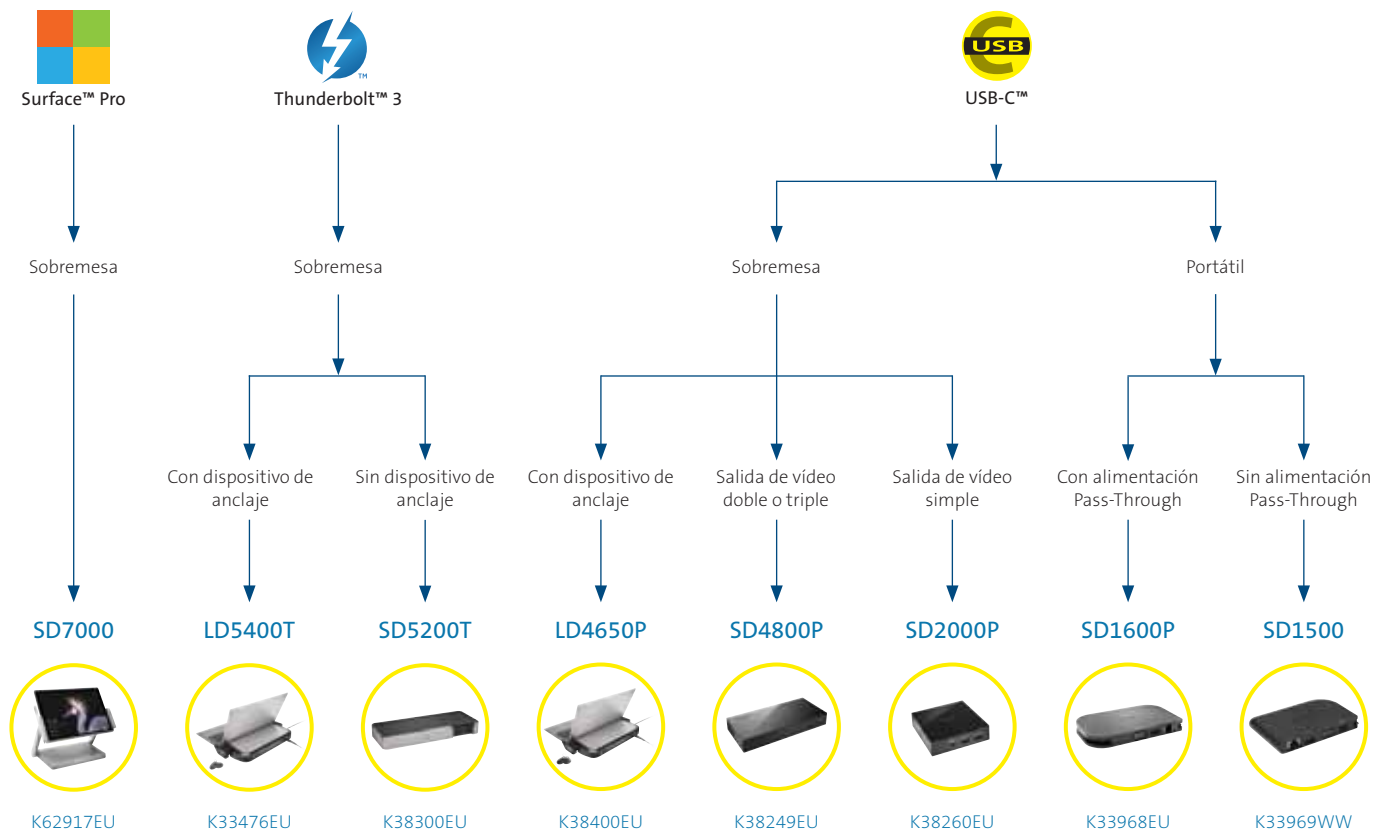 USB
TM
Surface™ Pro
Thunderbolt™ 3
USB-C™
Sobremesa
Sobremesa
Sobremesa
Portátil
Con dispositivo de
anclaje
Sin dispositivo de
anclaje
Con dispositivo de
anclaje
Salida de vídeo
doble o triple
Salida de vídeo
simple
Con alimentación
Pass-Through
Sin alimentación
Pass-Through
SD7000
LD5400T
SD5200T
LD4650P
SD4800P
SD2000P
SD1600P
SD1500
K62917EU
K33476EU
K38300EU
K38400EU
K38249EU
K38260EU
K33968EU
K33969WW